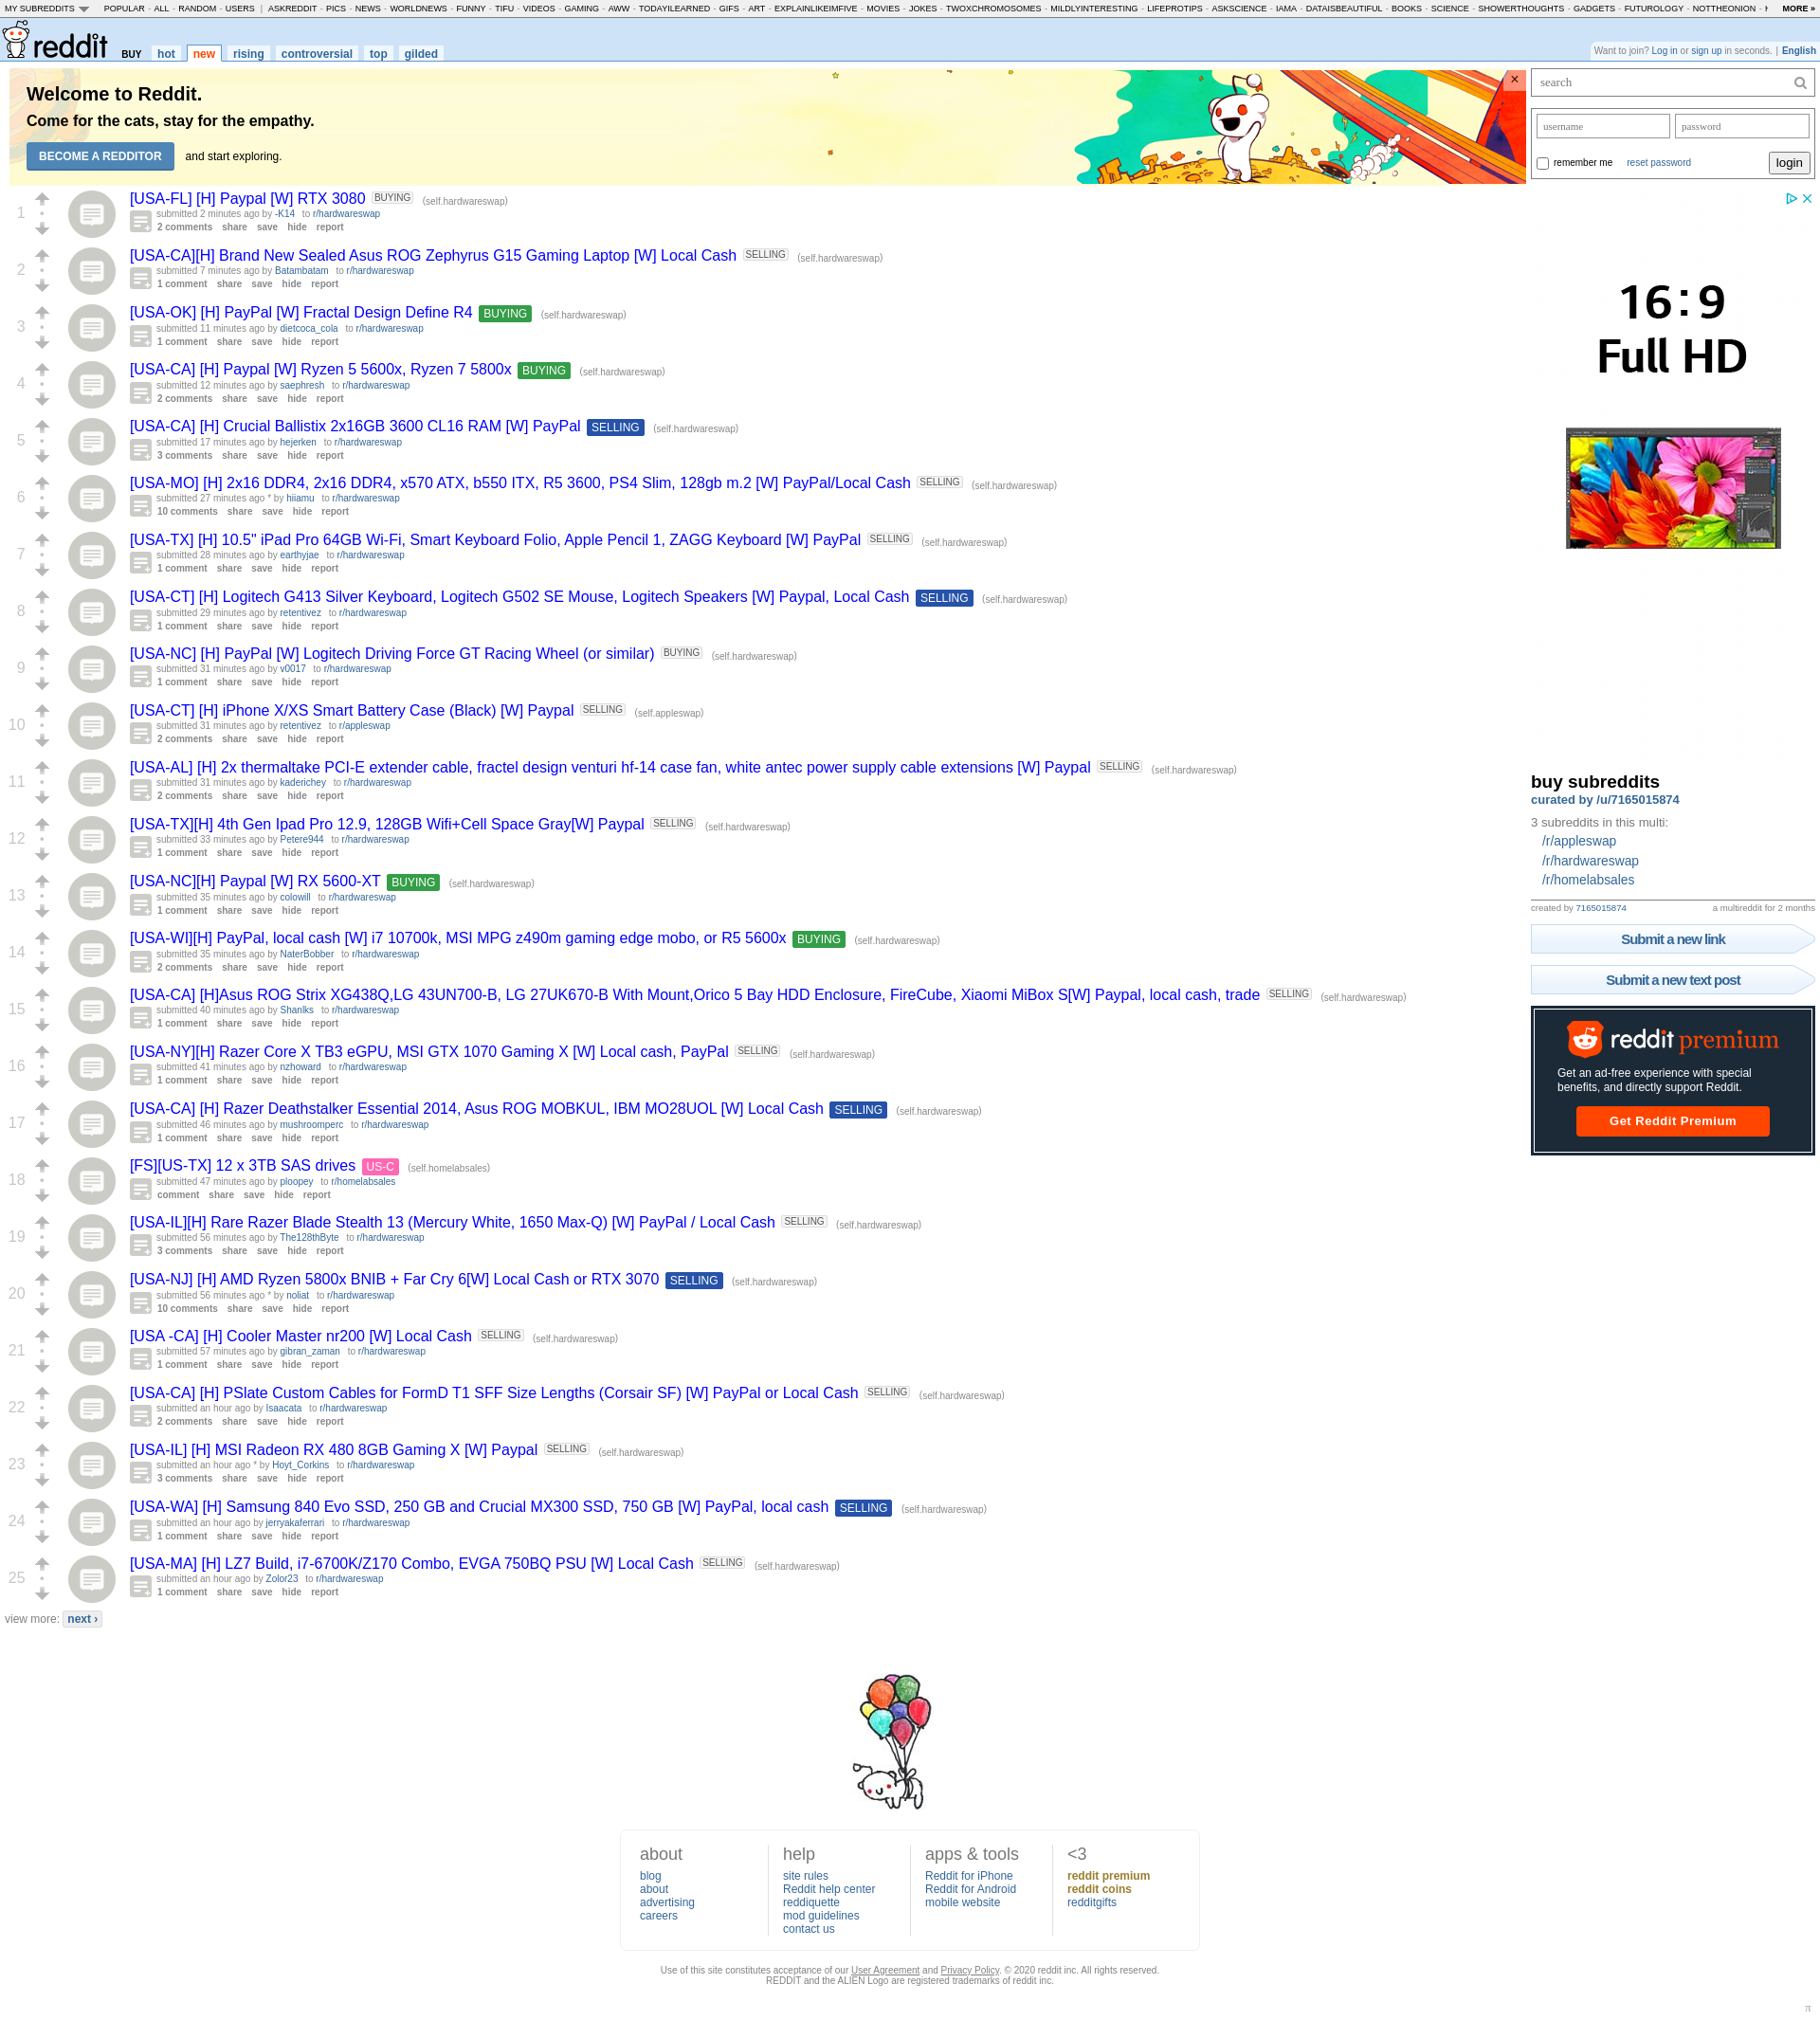 MY SUBREDDITS POPULAR - ALL - RANDOM - USERS | ASKREDDIT - PICS - NEWS - WORLDNEWS - FUNNY - TIFU - VIDEOS - GAMING - AWW - TODAYILEARNED - GIFS - ART - EXPLAINLIKEIMFIVE - MOVIES - JOKES - TWOXCHROMOSOMES - MILDLYINTERESTING - LIFEPROTIPS - ASKSCIENCE - IAMA - DATAISBEAUTIFUL - BOOKS - SCIENCE - SHOWERTHOUGHTS - GADGETS - FUTUROLOGY - NOTTHEONION - MORE »
reddit BUY hot new rising controversial top gilded
Want to join? Log in or sign up in seconds. | English
Welcome to Reddit.
Come for the cats, stay for the empathy.
BECOME A REDDITOR and start exploring.
×
search
username password
remember me reset password login
1
[USA-FL] [H] Paypal [W] RTX 3080 BUYING (self.hardwareswap)
submitted 2 minutes ago by -K14 to r/hardwareswap
2 comments share save hide report
2
[USA-CA][H] Brand New Sealed Asus ROG Zephyrus G15 Gaming Laptop [W] Local Cash SELLING (self.hardwareswap)
submitted 7 minutes ago by Batambatam to r/hardwareswap
1 comment share save hide report
3
[USA-OK] [H] PayPal [W] Fractal Design Define R4 BUYING (self.hardwareswap)
submitted 11 minutes ago by dietcoca_cola to r/hardwareswap
1 comment share save hide report
4
[USA-CA] [H] Paypal [W] Ryzen 5 5600x, Ryzen 7 5800x BUYING (self.hardwareswap)
submitted 12 minutes ago by saephresh to r/hardwareswap
2 comments share save hide report
5
[USA-CA] [H] Crucial Ballistix 2x16GB 3600 CL16 RAM [W] PayPal SELLING (self.hardwareswap)
submitted 17 minutes ago by hejerken to r/hardwareswap
3 comments share save hide report
6
[USA-MO] [H] 2x16 DDR4, 2x16 DDR4, x570 ATX, b550 ITX, R5 3600, PS4 Slim, 128gb m.2 [W] PayPal/Local Cash SELLING (self.hardwareswap)
submitted 27 minutes ago * by hiiamu to r/hardwareswap
10 comments share save hide report
7
[USA-TX] [H] 10.5" iPad Pro 64GB Wi-Fi, Smart Keyboard Folio, Apple Pencil 1, ZAGG Keyboard [W] PayPal SELLING (self.hardwareswap)
submitted 28 minutes ago by earthyjae to r/hardwareswap
1 comment share save hide report
8
[USA-CT] [H] Logitech G413 Silver Keyboard, Logitech G502 SE Mouse, Logitech Speakers [W] Paypal, Local Cash SELLING (self.hardwareswap)
submitted 29 minutes ago by retentivez to r/hardwareswap
1 comment share save hide report
9
[USA-NC] [H] PayPal [W] Logitech Driving Force GT Racing Wheel (or similar) BUYING (self.hardwareswap)
submitted 31 minutes ago by v0017 to r/hardwareswap
1 comment share save hide report
10
[USA-CT] [H] iPhone X/XS Smart Battery Case (Black) [W] Paypal SELLING (self.appleswap)
submitted 31 minutes ago by retentivez to r/appleswap
2 comments share save hide report
11
[USA-AL] [H] 2x thermaltake PCI-E extender cable, fractel design venturi hf-14 case fan, white antec power supply cable extensions [W] Paypal SELLING (self.hardwareswap)
submitted 31 minutes ago by kaderichey to r/hardwareswap
2 comments share save hide report
12
[USA-TX][H] 4th Gen Ipad Pro 12.9, 128GB Wifi+Cell Space Gray[W] Paypal SELLING (self.hardwareswap)
submitted 33 minutes ago by Petere944 to r/hardwareswap
1 comment share save hide report
13
[USA-NC][H] Paypal [W] RX 5600-XT BUYING (self.hardwareswap)
submitted 35 minutes ago by colowill to r/hardwareswap
1 comment share save hide report
14
[USA-WI][H] PayPal, local cash [W] i7 10700k, MSI MPG z490m gaming edge mobo, or R5 5600x BUYING (self.hardwareswap)
submitted 35 minutes ago by NaterBobber to r/hardwareswap
2 comments share save hide report
15
[USA-CA] [H]Asus ROG Strix XG438Q,LG 43UN700-B, LG 27UK670-B With Mount,Orico 5 Bay HDD Enclosure, FireCube, Xiaomi MiBox S[W] Paypal, local cash, trade SELLING (self.hardwareswap)
submitted 40 minutes ago by Shanlks to r/hardwareswap
1 comment share save hide report
16
[USA-NY][H] Razer Core X TB3 eGPU, MSI GTX 1070 Gaming X [W] Local cash, PayPal SELLING (self.hardwareswap)
submitted 41 minutes ago by nzhoward to r/hardwareswap
1 comment share save hide report
17
[USA-CA] [H] Razer Deathstalker Essential 2014, Asus ROG MOBKUL, IBM MO28UOL [W] Local Cash SELLING (self.hardwareswap)
submitted 46 minutes ago by mushroomperc to r/hardwareswap
1 comment share save hide report
18
[FS][US-TX] 12 x 3TB SAS drives US-C (self.homelabsales)
submitted 47 minutes ago by ploopey to r/homelabsales
comment share save hide report
19
[USA-IL][H] Rare Razer Blade Stealth 13 (Mercury White, 1650 Max-Q) [W] PayPal / Local Cash SELLING (self.hardwareswap)
submitted 56 minutes ago by The128thByte to r/hardwareswap
3 comments share save hide report
20
[USA-NJ] [H] AMD Ryzen 5800x BNIB + Far Cry 6[W] Local Cash or RTX 3070 SELLING (self.hardwareswap)
submitted 56 minutes ago * by noliat to r/hardwareswap
10 comments share save hide report
21
[USA -CA] [H] Cooler Master nr200 [W] Local Cash SELLING (self.hardwareswap)
submitted 57 minutes ago by gibran_zaman to r/hardwareswap
1 comment share save hide report
22
[USA-CA] [H] PSlate Custom Cables for FormD T1 SFF Size Lengths (Corsair SF) [W] PayPal or Local Cash SELLING (self.hardwareswap)
submitted an hour ago by Isaacata to r/hardwareswap
2 comments share save hide report
23
[USA-IL] [H] MSI Radeon RX 480 8GB Gaming X [W] Paypal SELLING (self.hardwareswap)
submitted an hour ago * by Hoyt_Corkins to r/hardwareswap
3 comments share save hide report
24
[USA-WA] [H] Samsung 840 Evo SSD, 250 GB and Crucial MX300 SSD, 750 GB [W] PayPal, local cash SELLING (self.hardwareswap)
submitted an hour ago by jerryakaferrari to r/hardwareswap
1 comment share save hide report
25
[USA-MA] [H] LZ7 Build, i7-6700K/Z170 Combo, EVGA 750BQ PSU [W] Local Cash SELLING (self.hardwareswap)
submitted an hour ago by Zolor23 to r/hardwareswap
1 comment share save hide report
view more: next ›
16:9
Full HD
buy subreddits
curated by /u/7165015874
3 subreddits in this multi:
/r/appleswap
/r/hardwareswap
/r/homelabsales
created by 7165015874 a multireddit for 2 months
Submit a new link
Submit a new text post
reddit premium
Get an ad-free experience with special
benefits, and directly support Reddit.
Get Reddit Premium
about
blog
about
advertising
careers
help
site rules
Reddit help center
reddiquette
mod guidelines
contact us
apps & tools
Reddit for iPhone
Reddit for Android
mobile website
<3
reddit premium
reddit coins
redditgifts
Use of this site constitutes acceptance of our User Agreement and Privacy Policy. © 2020 reddit inc. All rights reserved.
REDDIT and the ALIEN Logo are registered trademarks of reddit inc.
π